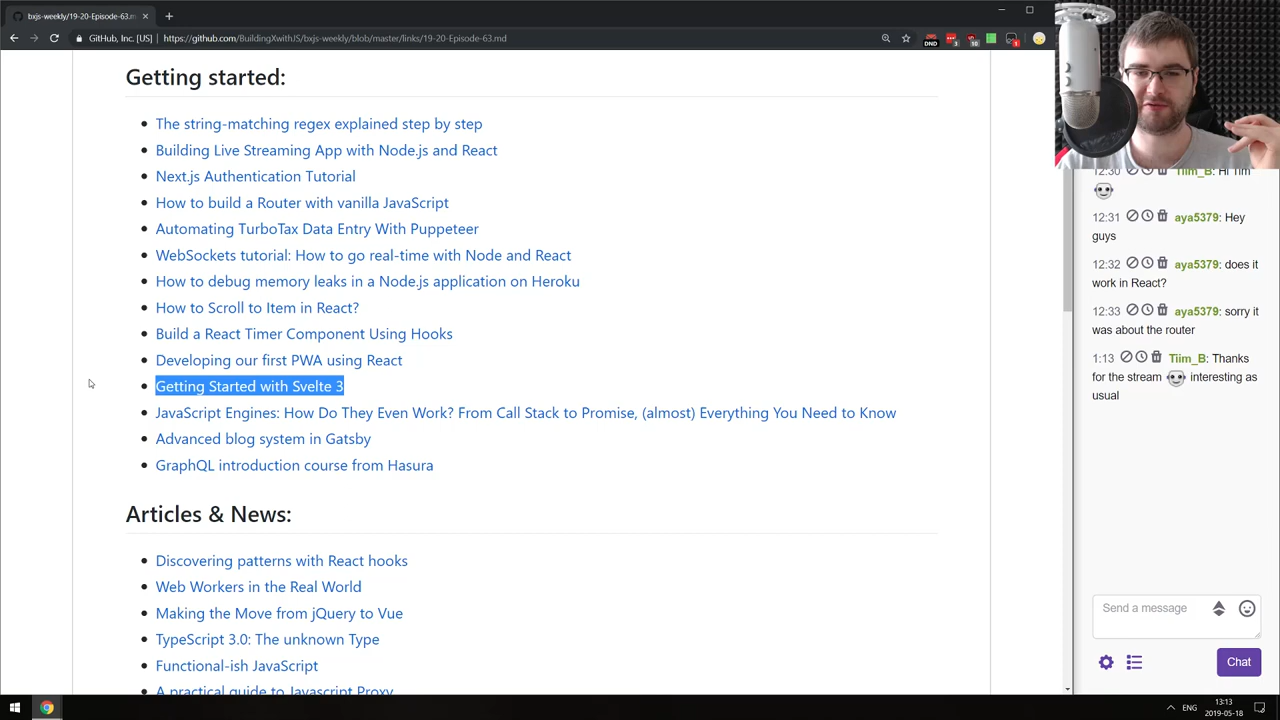 bxjs-weekly/19-20-Episode-63.m
GitHub, Inc. [US] | https://github.com/BuildingXwithJS/bxjs-weekly/blob/master/links/19-20-Episode-63.md
DND
3
10
1
Getting started:
The string-matching regex explained step by step
Building Live Streaming App with Node.js and React
Next.js Authentication Tutorial
How to build a Router with vanilla JavaScript
Automating TurboTax Data Entry With Puppeteer
WebSockets tutorial: How to go real-time with Node and React
How to debug memory leaks in a Node.js application on Heroku
How to Scroll to Item in React?
Build a React Timer Component Using Hooks
Developing our first PWA using React
Getting Started with Svelte 3
JavaScript Engines: How Do They Even Work? From Call Stack to Promise, (almost) Everything You Need to Know
Advanced blog system in Gatsby
GraphQL introduction course from Hasura
Articles & News:
Discovering patterns with React hooks
Web Workers in the Real World
Making the Move from jQuery to Vue
TypeScript 3.0: The unknown Type
Functional-ish JavaScript
A practical guide to Javascript Proxy
12:30 Tiim_B: Hi Tim
12:31 aya5379: Hey
guys
12:32 aya5379: does it
work in React?
12:33 aya5379: sorry it
was about the router
1:13 Tiim_B: Thanks
for the stream interesting as
usual
Send a message
Chat
ENG
13:13
2019-05-18